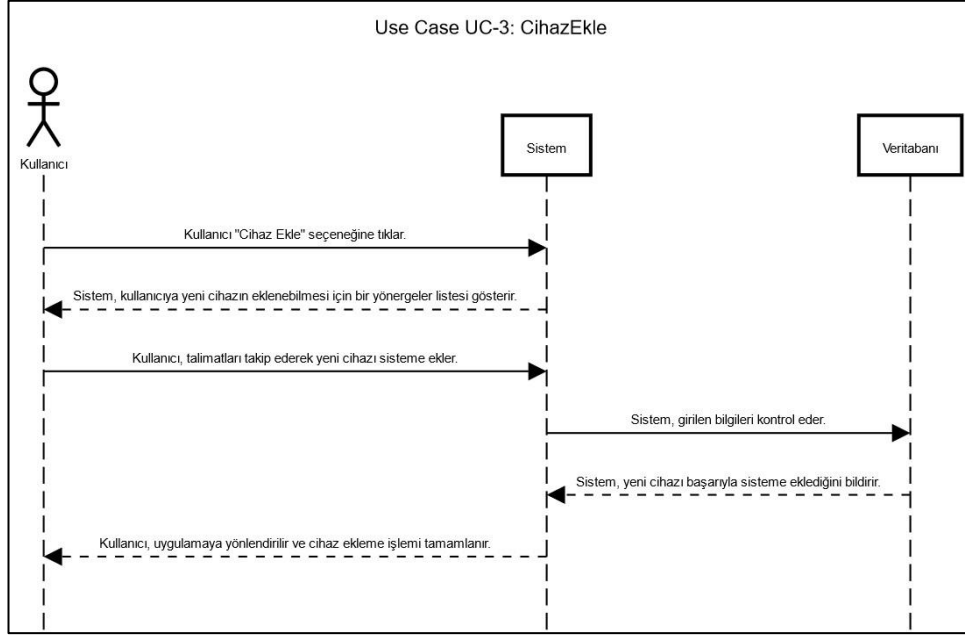 Use Case UC-3: CihazEkle
Kullanıcı
Sistem
Veritabanı
Kullanıcı "Cihaz Ekle" seçeneğine tıklar.
Sistem, kullanıcıya yeni cihazın eklenebilmesi için bir yönergeler listesi gösterir.
Kullanıcı, talimatları takip ederek yeni cihazı sisteme ekler.
Sistem, girilen bilgileri kontrol eder.
Sistem, yeni cihazı başarıyla sisteme eklediğini bildirir.
Kullanıcı, uygulamaya yönlendirilir ve cihaz ekleme işlemi tamamlanır.